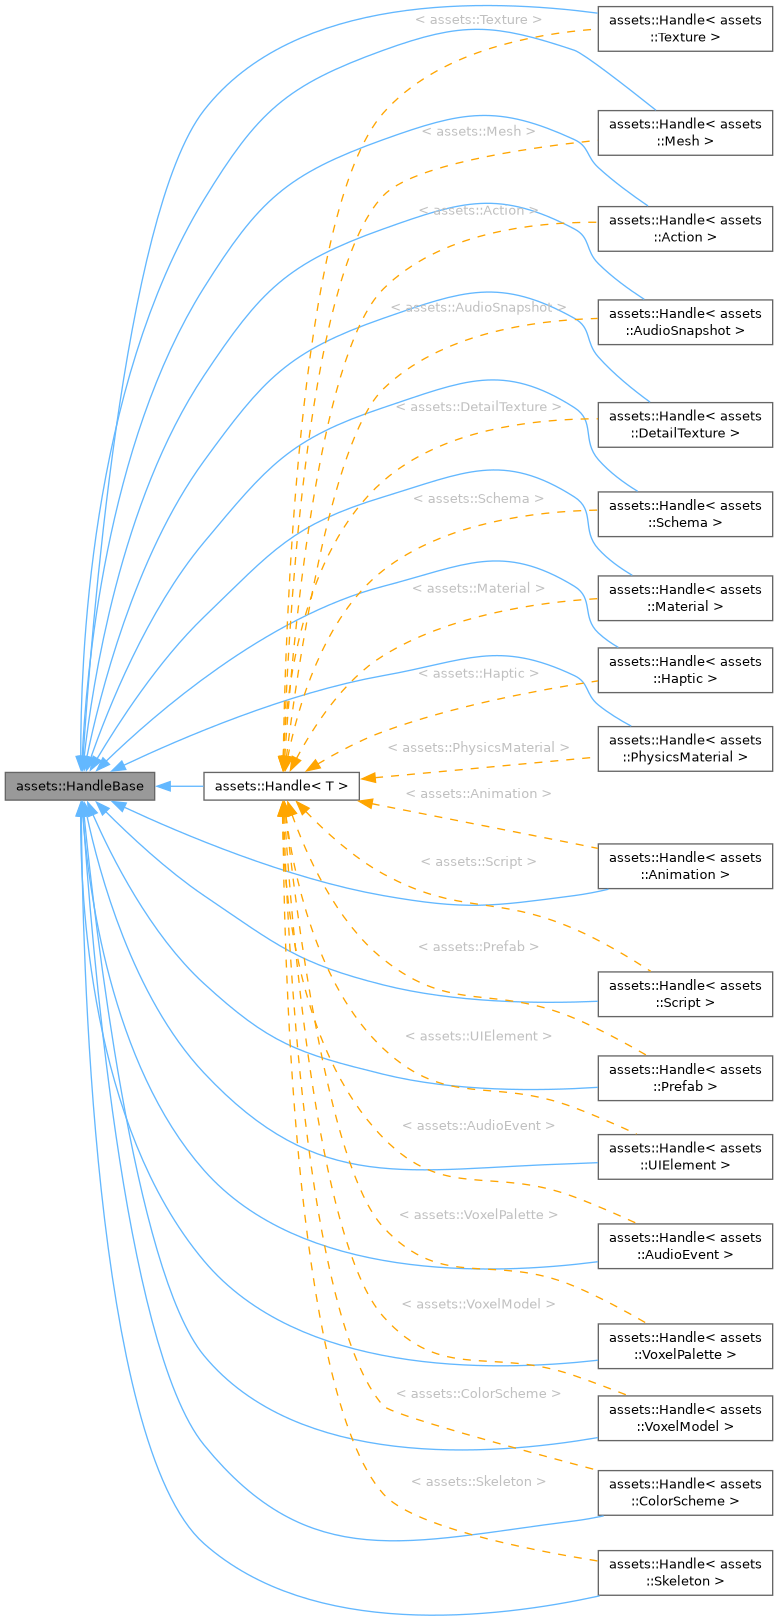 < assets::Texture >
assets::Handle< assets
::Texture >
< assets::Mesh >
assets::Handle< assets
::Mesh >
< assets::Action >
assets::Handle< assets
::Action >
< assets::AudioSnapshot >
assets::Handle< assets
::AudioSnapshot >
< assets::DetailTexture >
assets::Handle< assets
::DetailTexture >
< assets::Schema >
assets::Handle< assets
::Schema >
< assets::Material >
assets::Handle< assets
::Material >
< assets::Haptic >
assets::Handle< assets
::Haptic >
< assets::PhysicsMaterial >
assets::Handle< assets
::PhysicsMaterial >
assets::HandleBase
assets::Handle< T >
< assets::Animation >
assets::Handle< assets
::Animation >
< assets::Script >
assets::Handle< assets
::Script >
< assets::Prefab >
assets::Handle< assets
::Prefab >
< assets::UIElement >
assets::Handle< assets
::UIElement >
< assets::AudioEvent >
assets::Handle< assets
::AudioEvent >
< assets::VoxelPalette >
assets::Handle< assets
::VoxelPalette >
< assets::VoxelModel >
assets::Handle< assets
::VoxelModel >
< assets::ColorScheme >
assets::Handle< assets
::ColorScheme >
< assets::Skeleton >
assets::Handle< assets
::Skeleton >